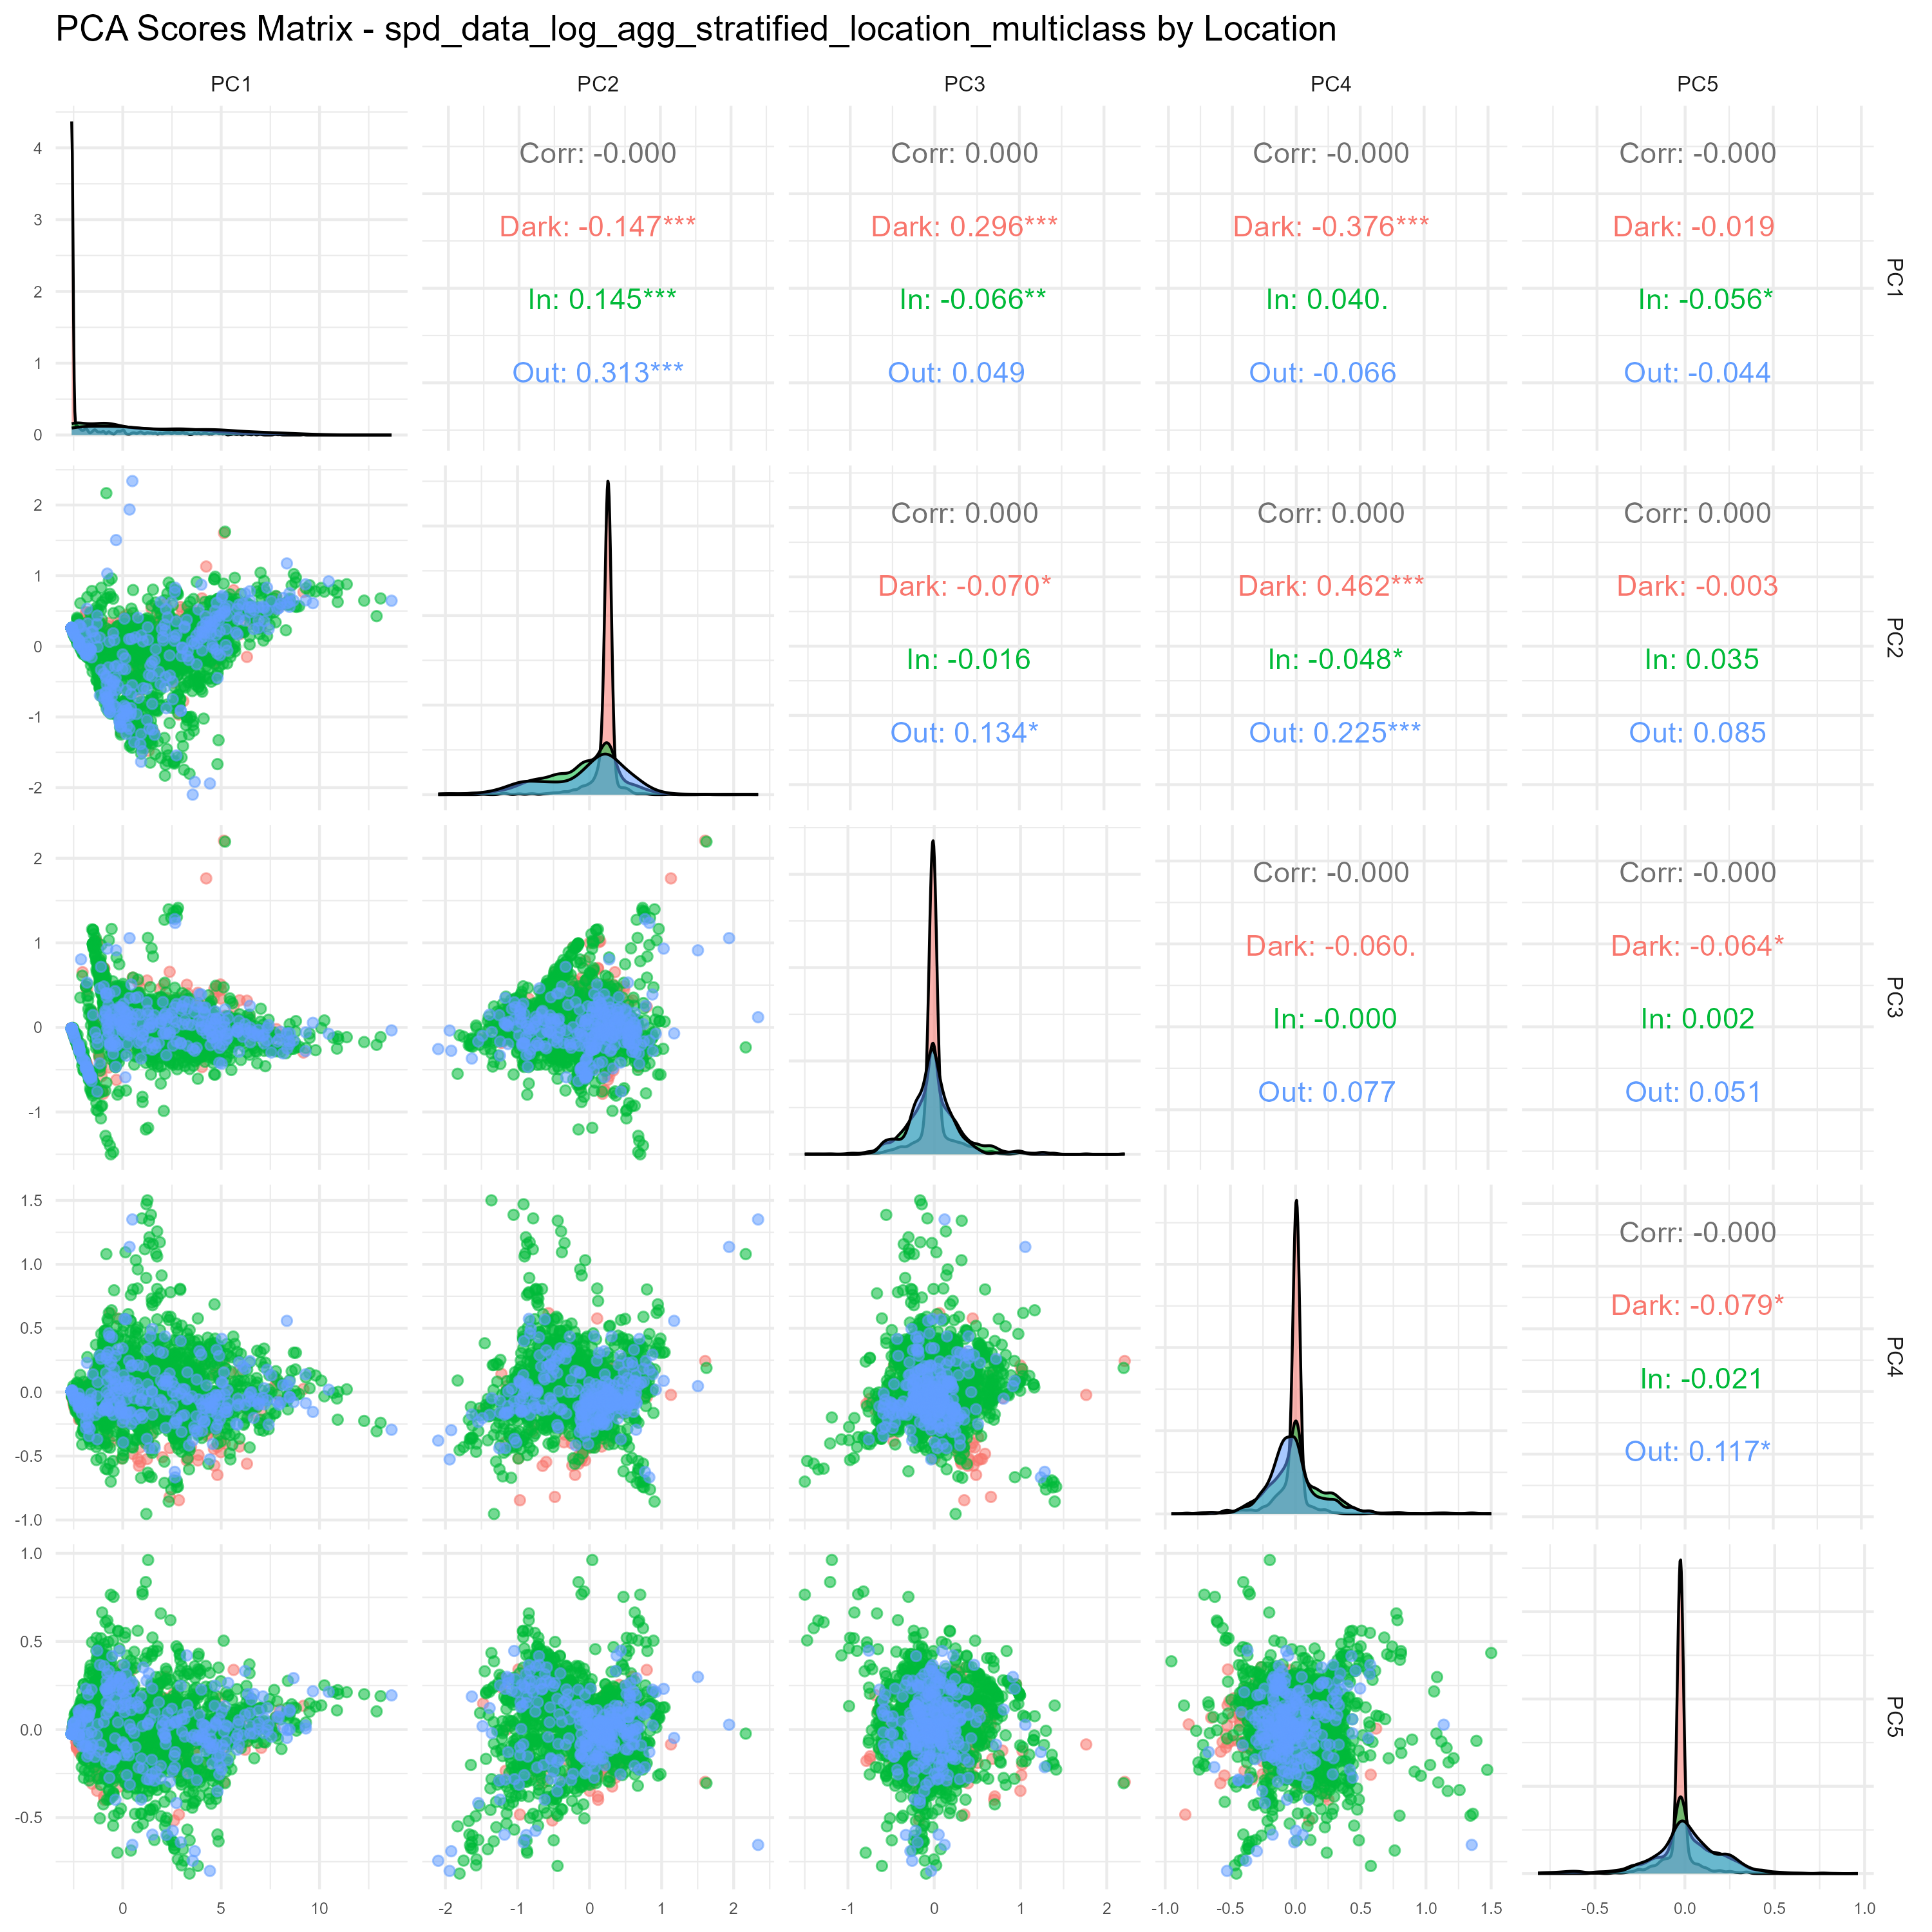 PCA Scores Matrix - spd_data_log_agg_stratified_location_multiclass by Location
PC1 PC2 PC3 PC4 PC5
4
3
2
1
0
Corr: -0.000
Dark: -0.147***
In: 0.145***
Out: 0.313***
Corr: 0.000
Dark: 0.296***
In: -0.066**
Out: 0.049
Corr: -0.000
Dark: -0.376***
In: 0.040.
Out: -0.066
Corr: -0.000
Dark: -0.019
In: -0.056*
Out: -0.044
PC1
2
1
0
-1
-2
Corr: 0.000
Dark: -0.070*
In: -0.016
Out: 0.134*
Corr: 0.000
Dark: 0.462***
In: -0.048*
Out: 0.225***
Corr: 0.000
Dark: -0.003
In: 0.035
Out: 0.085
PC2
2
1
0
-1
Corr: -0.000
Dark: -0.060.
In: -0.000
Out: 0.077
Corr: -0.000
Dark: -0.064*
In: 0.002
Out: 0.051
PC3
1.5
1.0
0.5
0.0
-0.5
-1.0
Corr: -0.000
Dark: -0.079*
In: -0.021
Out: 0.117*
PC4
1.0
0.5
0.0
-0.5
PC5
0 5 10
-2 -1 0 1 2
-1 0 1 2
-1.0 -0.5 0.0 0.5 1.0 1.5
-0.5 0.0 0.5 1.0